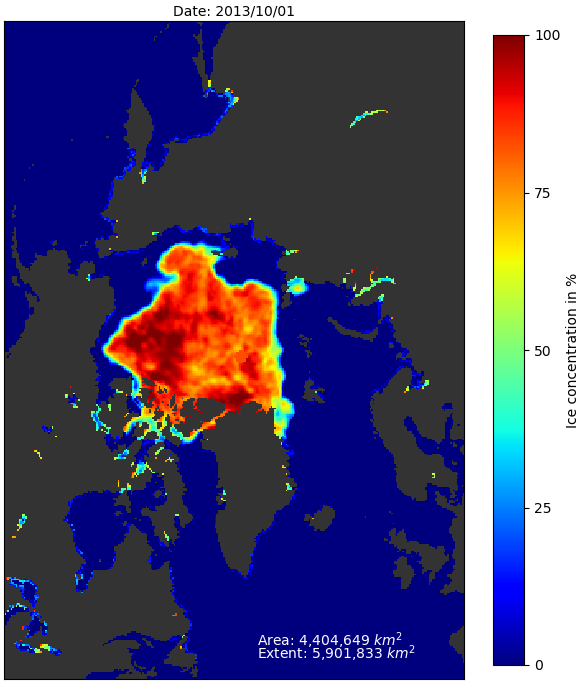 Date: 2013/10/01
100
75
50
25
0
Ice concentration in %
Area: 4,404,649 km²
Extent: 5,901,833 km²